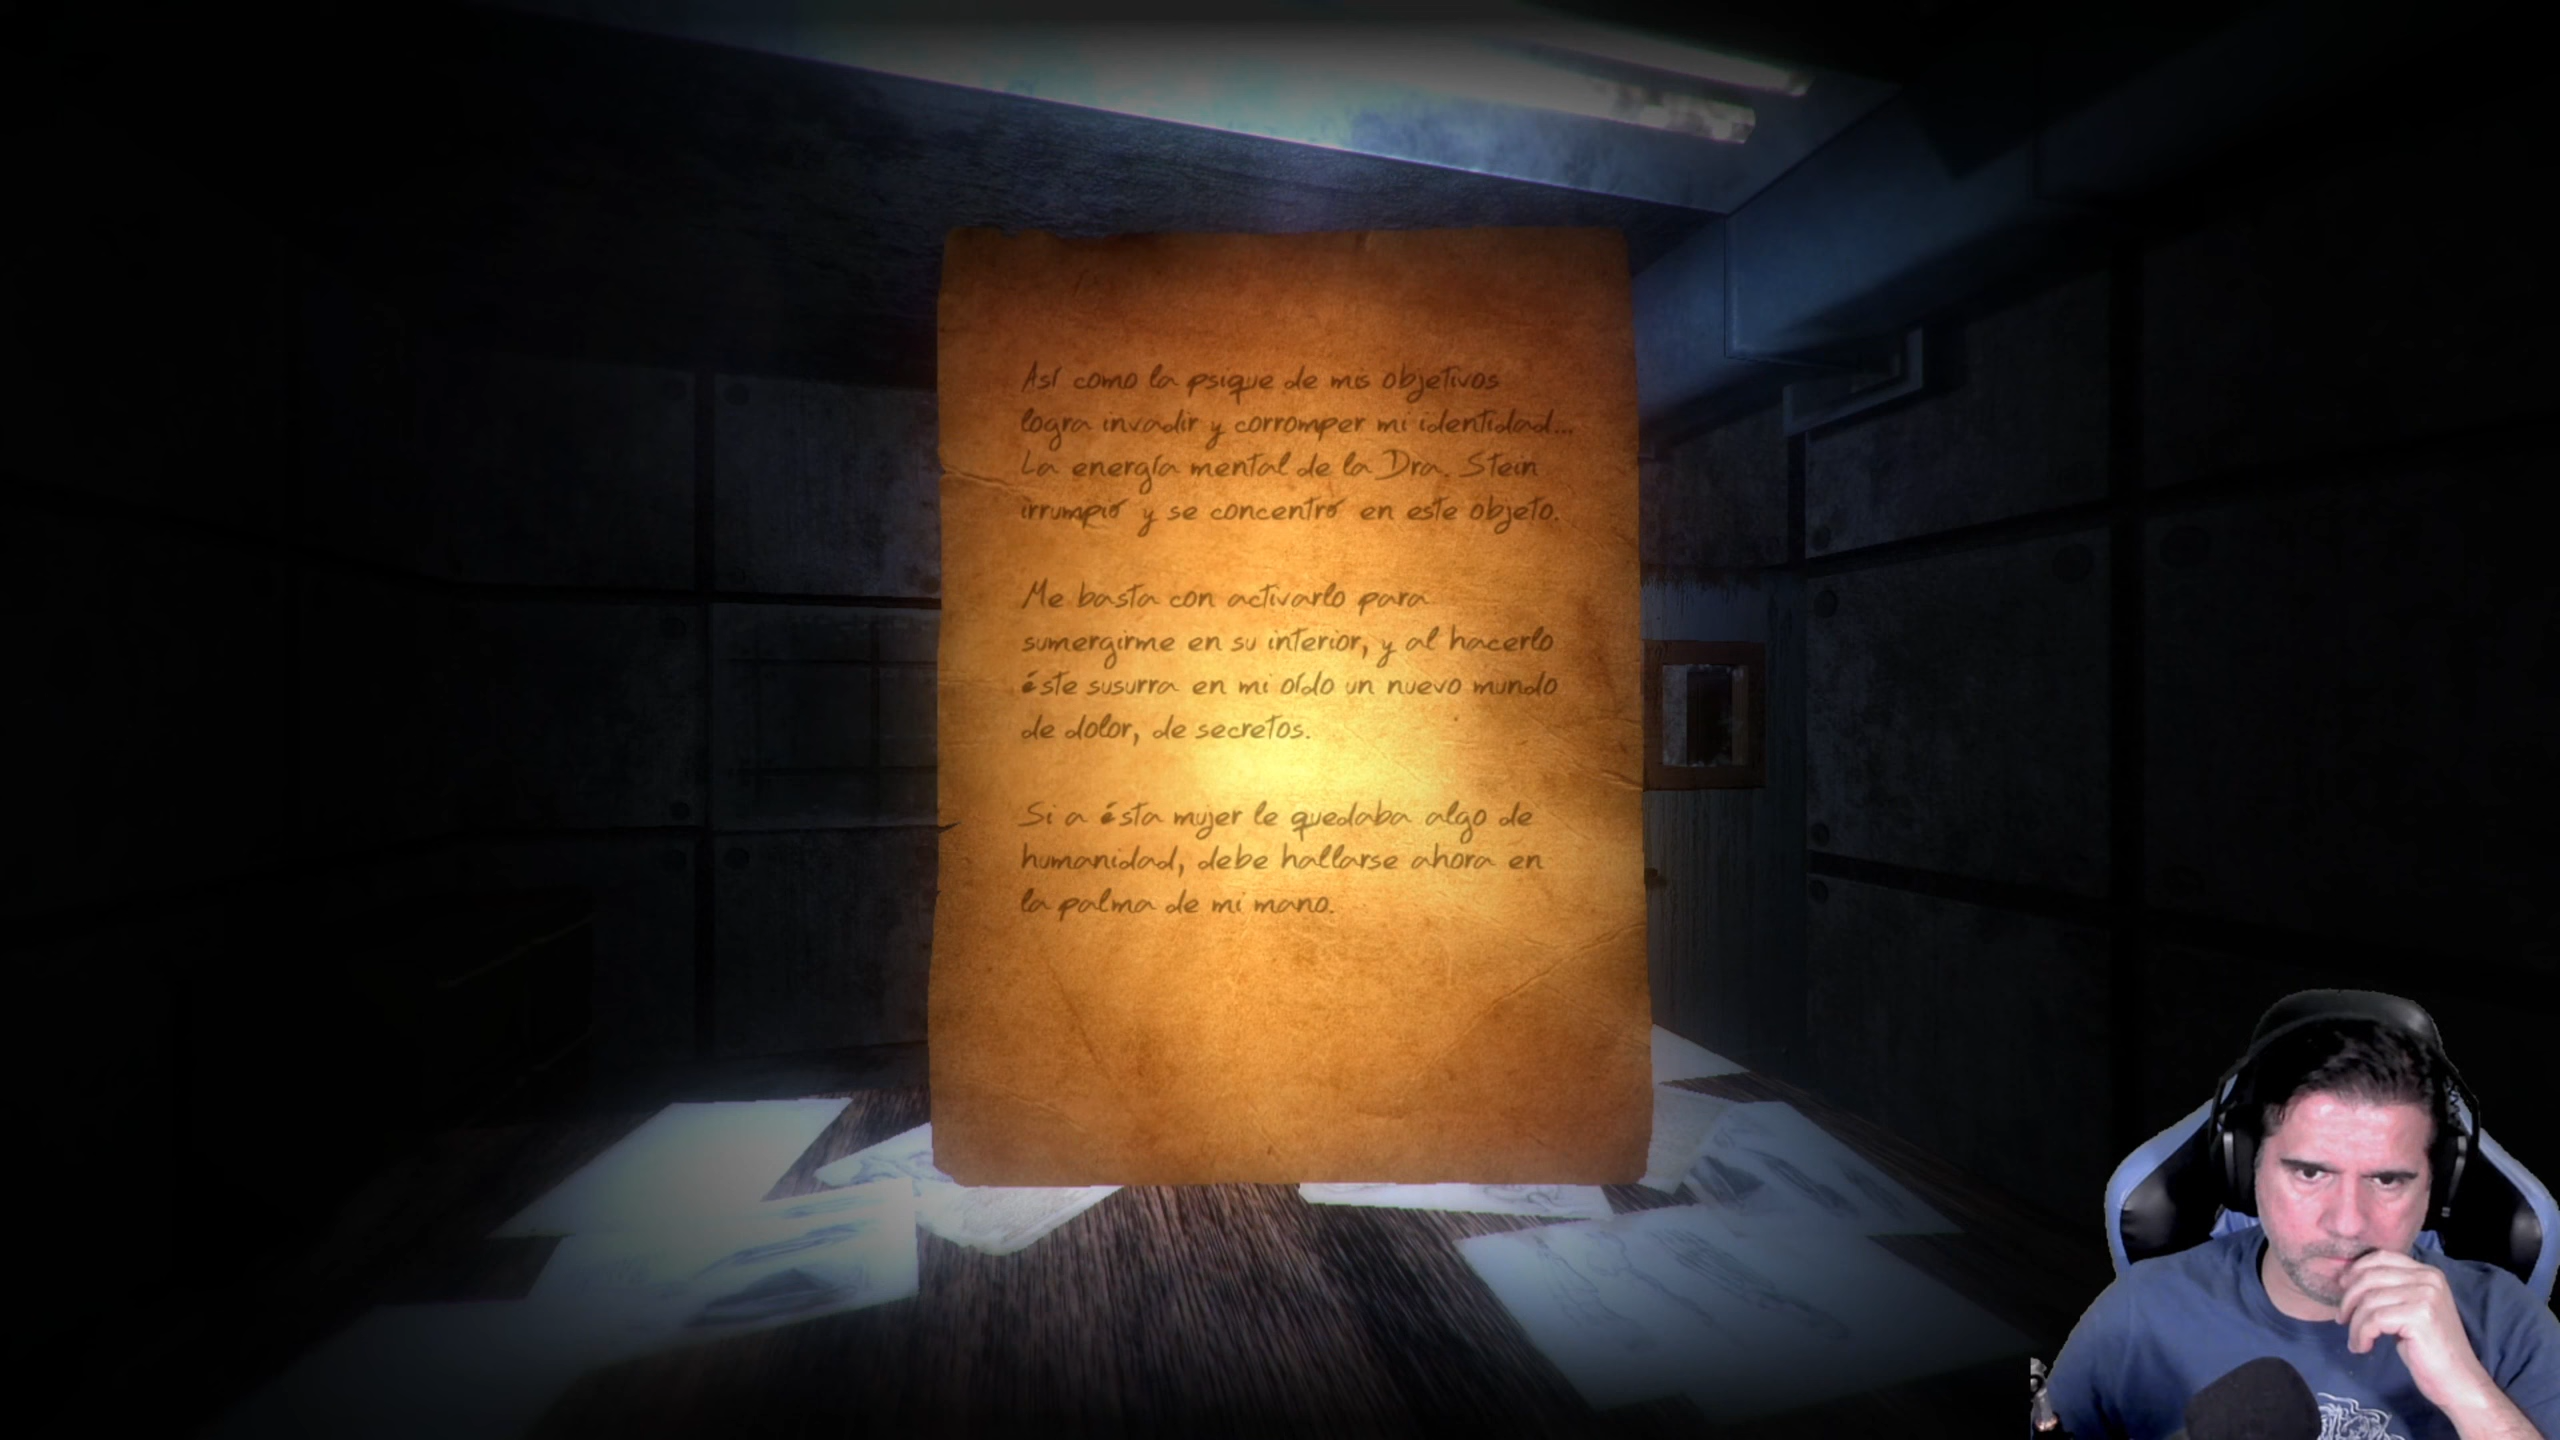 Así como la psique de mis objetivos
logra invadir y corromper mi identidad...
La energía mental de la Dra. Stein
irrumpió y se concentró en este objeto.
Me basta con activarlo para
sumergirme en su interior, y al hacerlo
éste susurra en mi oído un nuevo mundo
de dolor, de secretos.
Si a ésta mujer le quedaba algo de
humanidad, debe hallarse ahora en
la palma de mi mano.